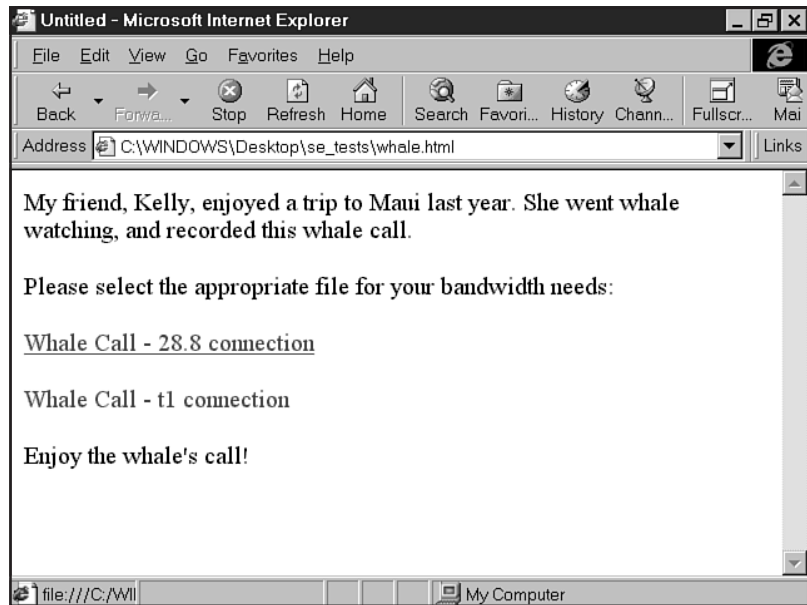 Untitled - Microsoft Internet Explorer
File Edit View Go Favorites Help
Back Forwa... Stop Refresh Home Search Favori... History Chann... Fullscr... Mai
Address C:\WINDOWS\Desktop\se_tests\whale.html Links
My friend, Kelly, enjoyed a trip to Maui last year. She went whale
watching, and recorded this whale call.
Please select the appropriate file for your bandwidth needs:
Whale Call - 28.8 connection
Whale Call - t1 connection
Enjoy the whale's call!
file:///C:/WII My Computer